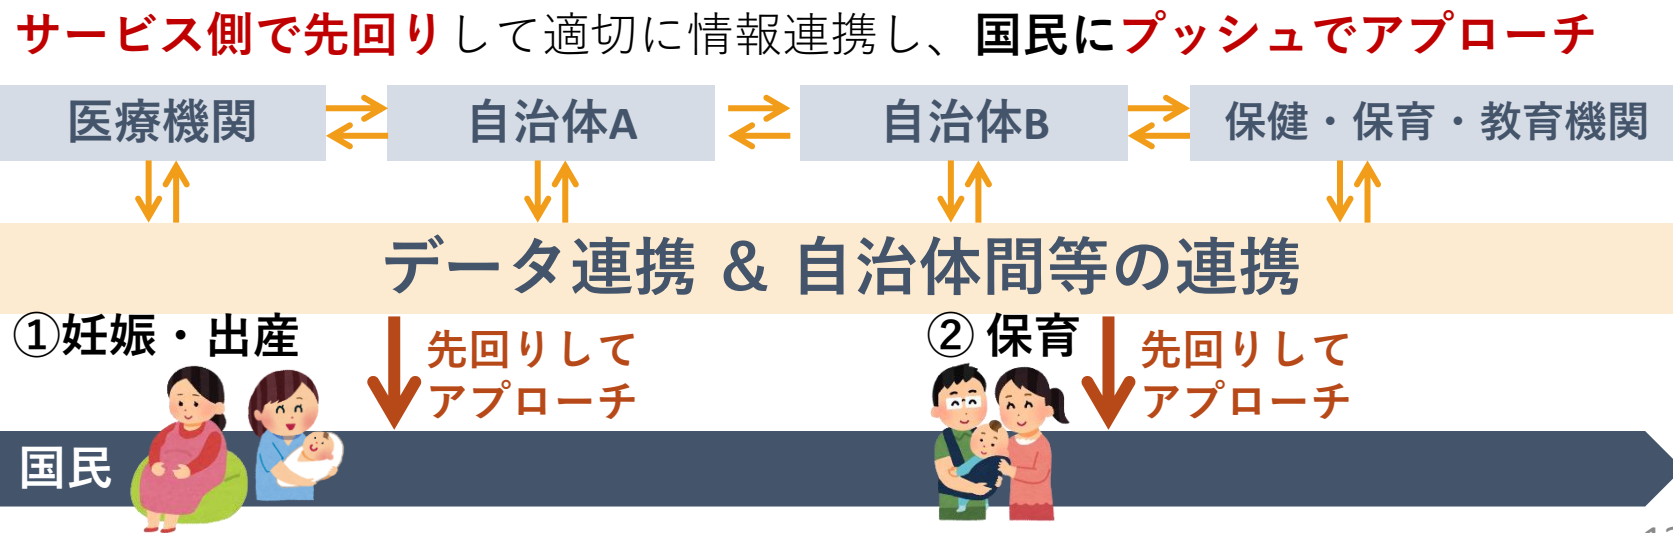 サービス側で先回りして適切に情報連携し、国民にプッシュでアプローチ
医療機関
自治体A
自治体B
保健・保育・教育機関
データ連携 & 自治体間等の連携
①妊娠・出産
先回りして
アプローチ
② 保育
先回りして
アプローチ
国民